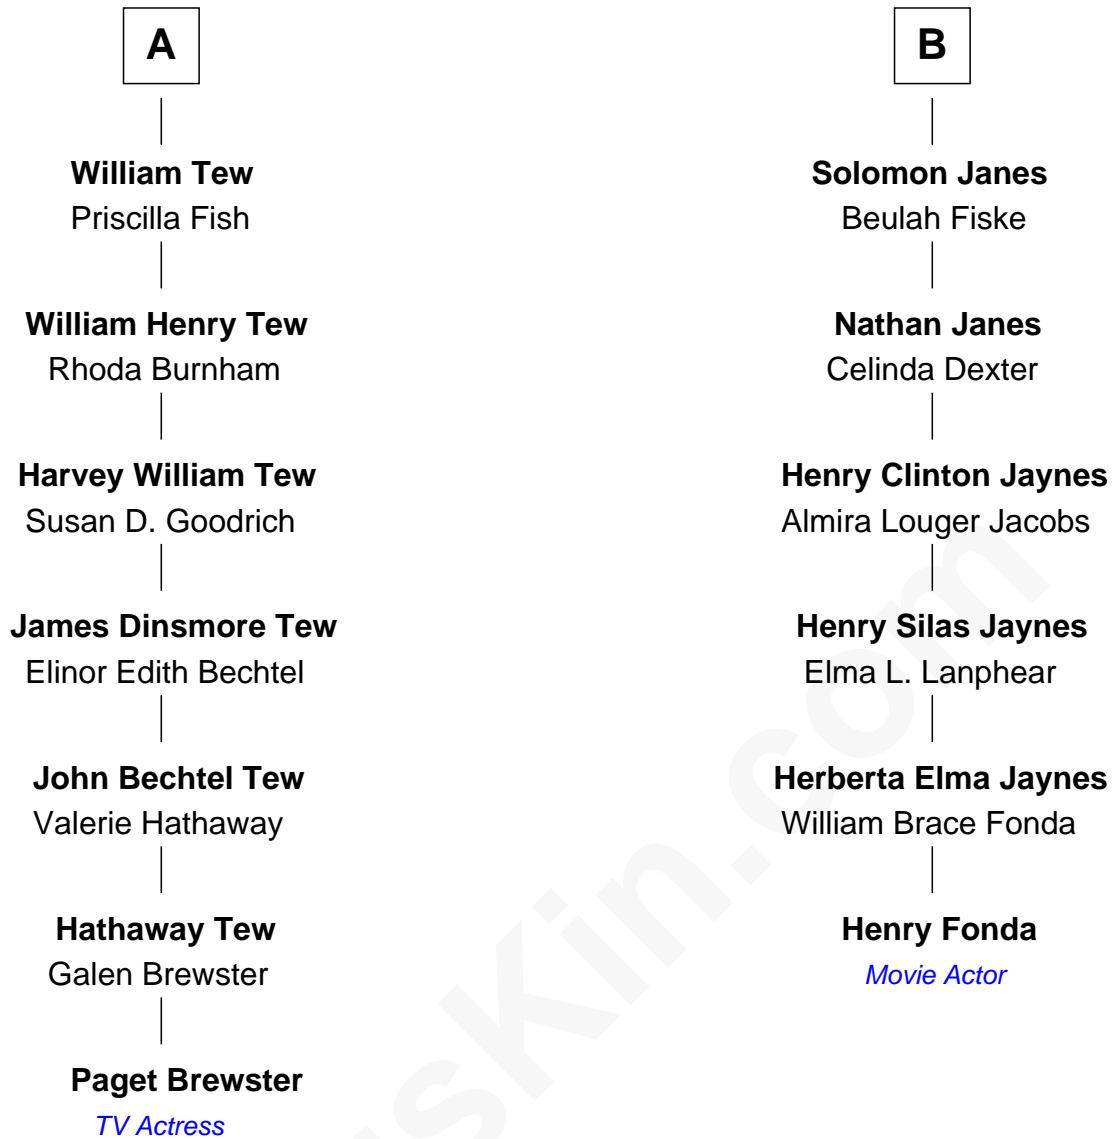 A
William Tew
Priscilla Fish
William Henry Tew
Rhoda Burnham
Harvey William Tew
Susan D. Goodrich
James Dinsmore Tew
Elinor Edith Bechtel
John Bechtel Tew
Valerie Hathaway
Hathaway Tew
Galen Brewster
Paget Brewster
TV Actress
B
Solomon Janes
Beulah Fiske
Nathan Janes
Celinda Dexter
Henry Clinton Jaynes
Almira Louger Jacobs
Henry Silas Jaynes
Elma L. Lanphear
Herberta Elma Jaynes
William Brace Fonda
Henry Fonda
Movie Actor
usKin.com